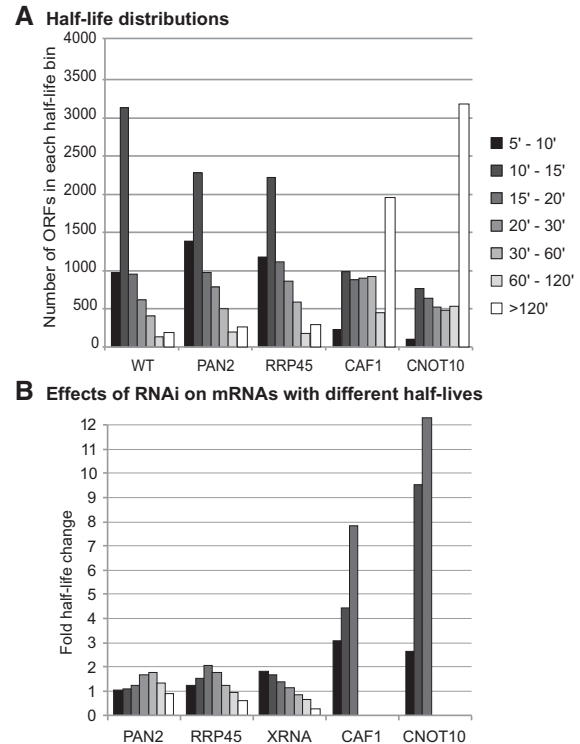 A Half-life distributions
Number of ORFs in each half-life bin
4000
3500
3000
2500
2000
1500
1000
500
0
WT PAN2 RRP45 CAF1 CNOT10
5' - 10'
10' - 15'
15' - 20'
20' - 30'
30' - 60'
60' - 120'
>120'
B Effects of RNAi on mRNAs with different half-lives
Fold half-life change
12
11
10
9
8
7
6
5
4
3
2
1
0
PAN2 RRP45 XRNA CAF1 CNOT10